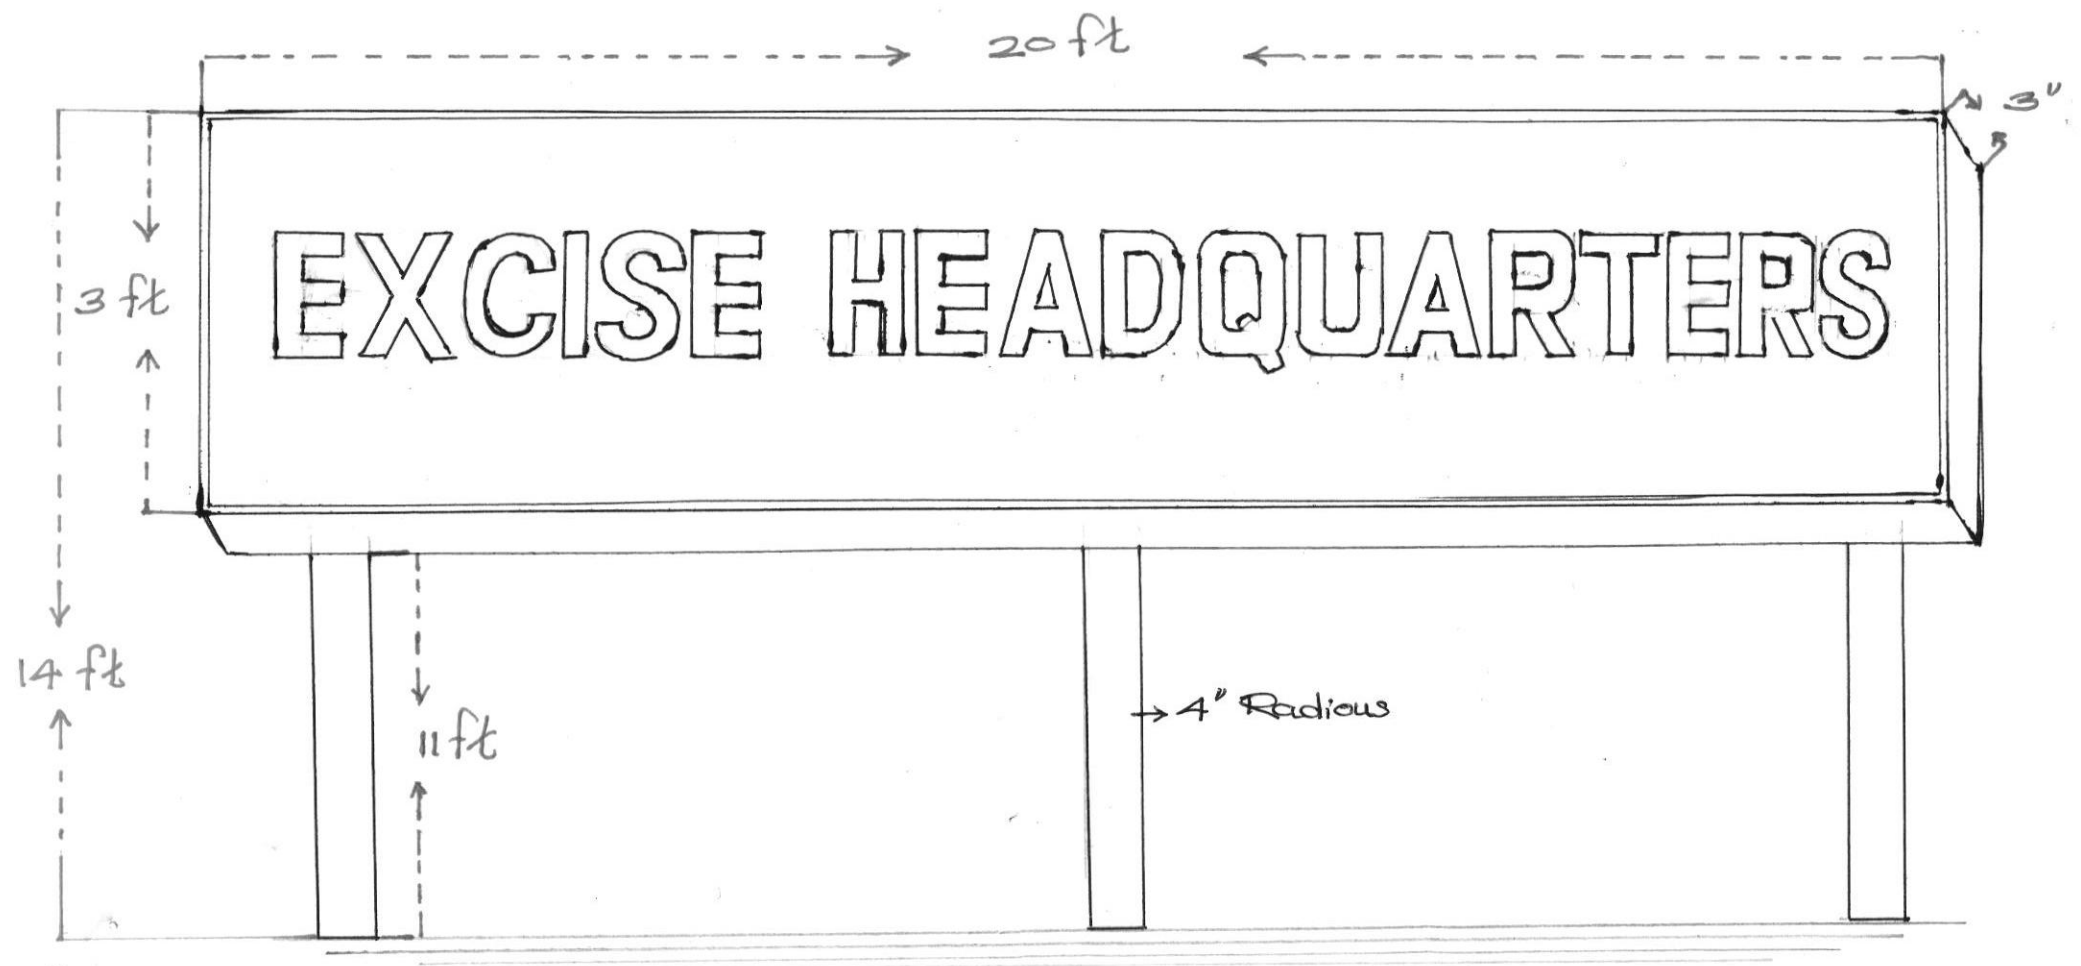 20 ft
3"
EXCISE HEADQUARTERS
3 ft
14 ft
11 ft
→ 4" Radious